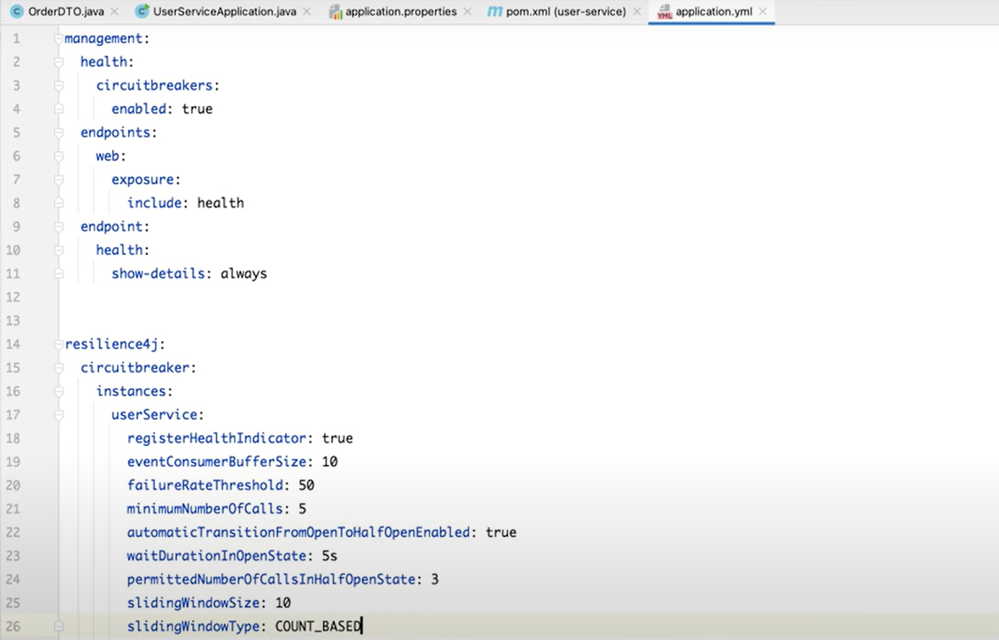 OrderDTO.java UserServiceApplication.java application.properties pom.xml (user-service) application.yml
1 management:
2 health:
3 circuitbreakers:
4 enabled: true
5 endpoints:
6 web:
7 exposure:
8 include: health
9 endpoint:
10 health:
11 show-details: always
12
13
14 resilience4j:
15 circuitbreaker:
16 instances:
17 userService:
18 registerHealthIndicator: true
19 eventConsumerBufferSize: 10
20 failureRateThreshold: 50
21 minimumNumberOfCalls: 5
22 automaticTransitionFromOpenToHalfOpenEnabled: true
23 waitDurationInOpenState: 5s
24 permittedNumberOfCallsInHalfOpenState: 3
25 slidingWindowSize: 10
26 slidingWindowType: COUNT_BASED